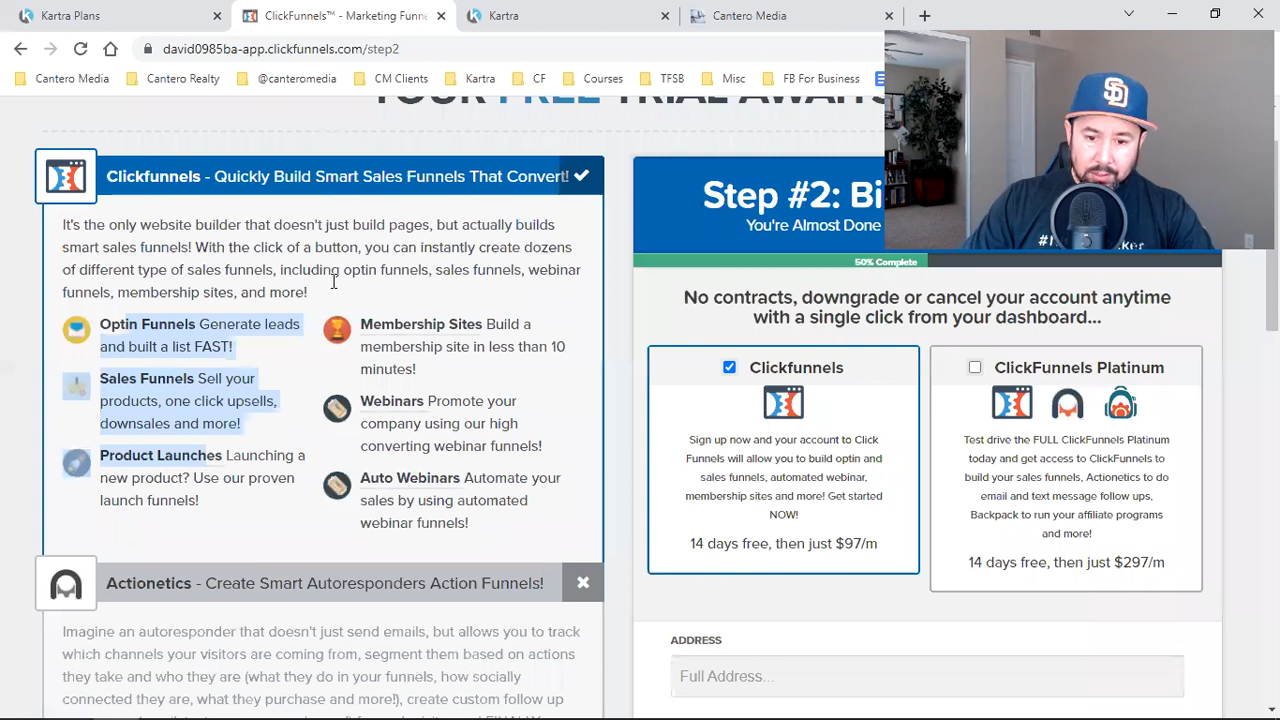 Kartra Plans
ClickFunnels™ - Marketing Funne
Kartra
Cantero Media
david0985ba-app.clickfunnels.com/step2
Cantero Media
Cantero Realty
@canteromedia
CM Clients
Kartra
CF
Courses
TFSB
Misc
FB For Business
YOUR FREE TRIAL AWAITS
Clickfunnels - Quickly Build Smart Sales Funnels That Convert!
It's the only website builder that doesn't just build pages, but actually builds
smart sales funnels! With the click of a button, you can instantly create dozens
of different type of sales funnels, including optin funnels, sales funnels, webinar
funnels, membership sites, and more!
Optin Funnels Generate leads
and built a list FAST!
Sales Funnels Sell your
products, one click upsells,
downsales and more!
Product Launches Launching a
new product? Use our proven
launch funnels!
Membership Sites Build a
membership site in less than 10
minutes!
Webinars Promote your
company using our high
converting webinar funnels!
Auto Webinars Automate your
sales by using automated
webinar funnels!
Actionetics - Create Smart Autoresponders Action Funnels!
Imagine an autoresponder that doesn't just send emails, but allows you to track
which channels your visitors are coming from, segment them based on actions
they take and who they are (what they do in your funnels, how socially
connected they are, what they purchase and more!), create custom follow up
Step #2: Bi
You're Almost Done
50% Complete
No contracts, downgrade or cancel your account anytime
with a single click from your dashboard...
Clickfunnels
Sign up now and your account to Click
Funnels will allow you to build optin and
sales funnels, automated webinar,
membership sites and more! Get started
NOW!
14 days free, then just $97/m
ClickFunnels Platinum
Test drive the FULL ClickFunnels Platinum
today and get access to ClickFunnels to
build your sales funnels, Actionetics to do
email and text message follow ups,
Backpack to run your affiliate programs
and more!
14 days free, then just $297/m
ADDRESS
Full Address...